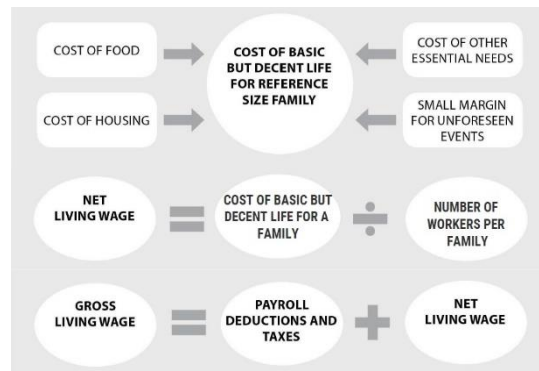 COST OF FOOD
COST OF HOUSING
COST OF BASIC
BUT DECENT LIFE
FOR REFERENCE
SIZE FAMILY
COST OF OTHER
ESSENTIAL NEEDS
SMALL MARGIN
FOR UNFORESEEN
EVENTS
NET
LIVING WAGE
=
COST OF BASIC BUT
DECENT LIFE FOR A
FAMILY
÷
NUMBER OF
WORKERS PER
FAMILY
GROSS
LIVING WAGE
=
PAYROLL
DEDUCTIONS AND
TAXES
+
NET
LIVING WAGE